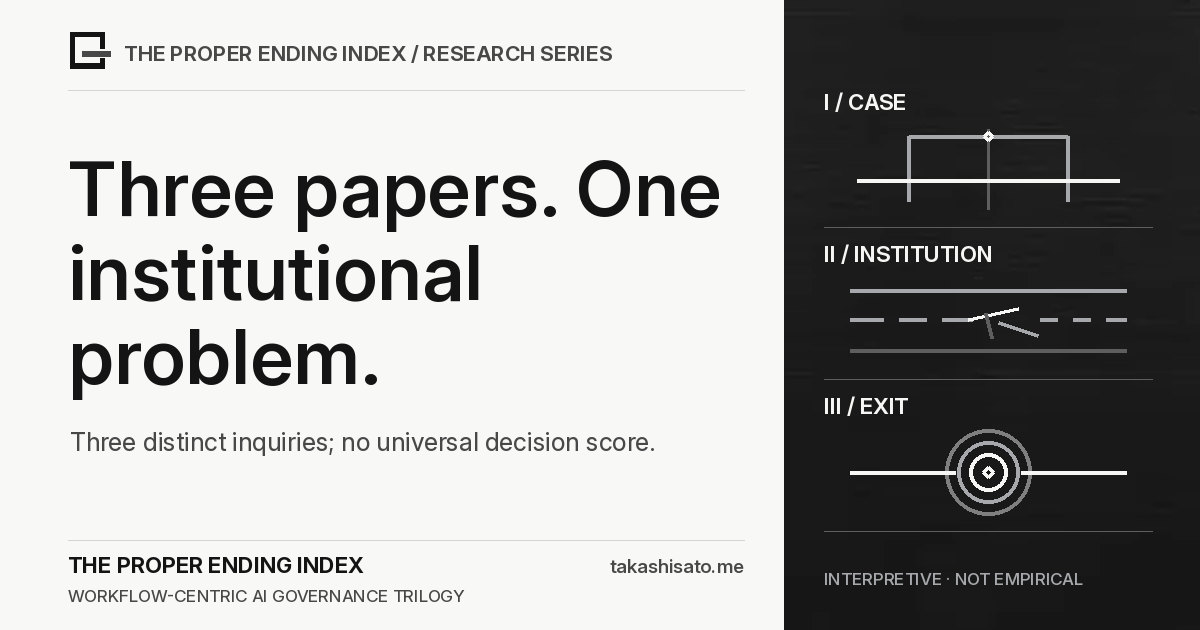 THE PROPER ENDING INDEX / RESEARCH SERIES
Three papers. One
institutional
problem.
Three distinct inquiries; no universal decision score.
THE PROPER ENDING INDEX
takashisato.me
WORKFLOW-CENTRIC AI GOVERNANCE TRILOGY
I / CASE
II / INSTITUTION
III / EXIT
INTERPRETIVE · NOT EMPIRICAL